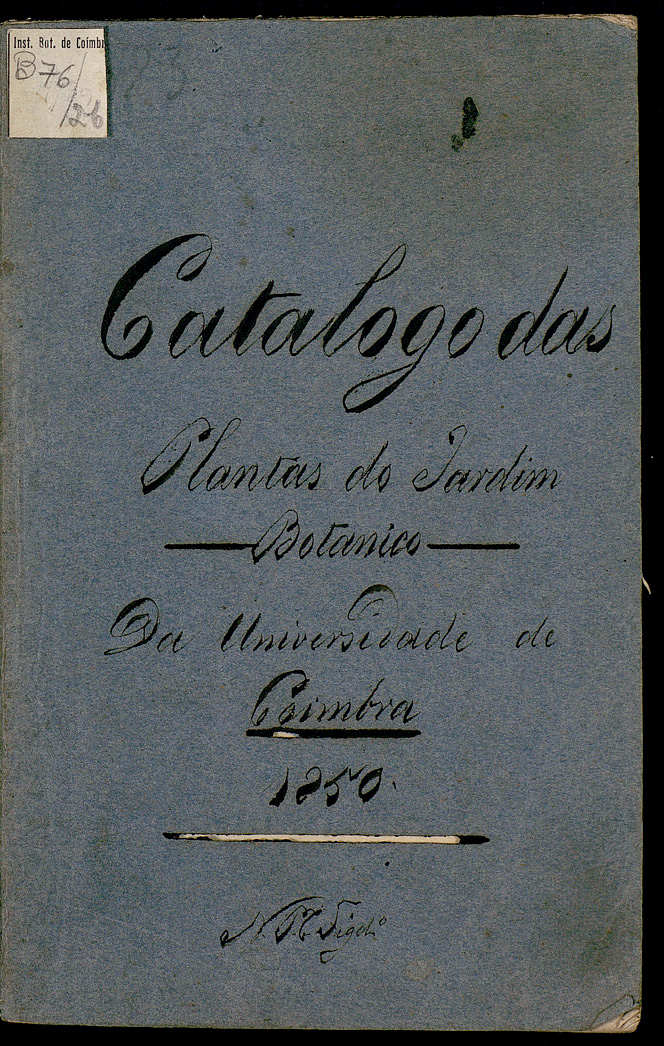 Inst. Bot. de Coimbr
B76/
/26
Catalogo das
Plantas do Jardim
Botanico
Da Universidade de
Coimbra
1850.